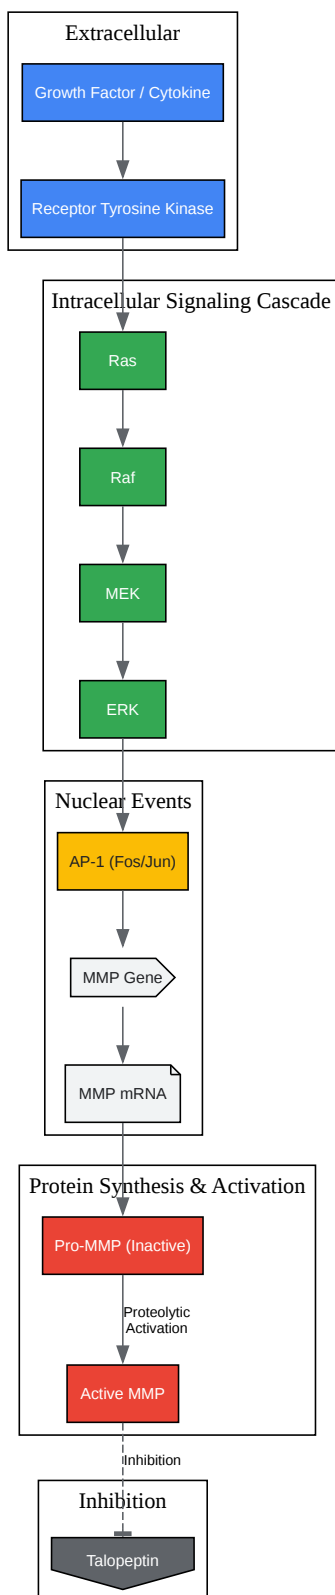 Extracellular
Growth Factor / Cytokine
Receptor Tyrosine Kinase
Intracellular Signaling Cascade
Ras
Raf
MEK
ERK
Nuclear Events
AP-1 (Fos/Jun)
MMP Gene
MMP mRNA
Protein Synthesis & Activation
Pro-MMP (Inactive)
Proteolytic
Activation
Active MMP
Inhibition
Inhibition
Talopeptin